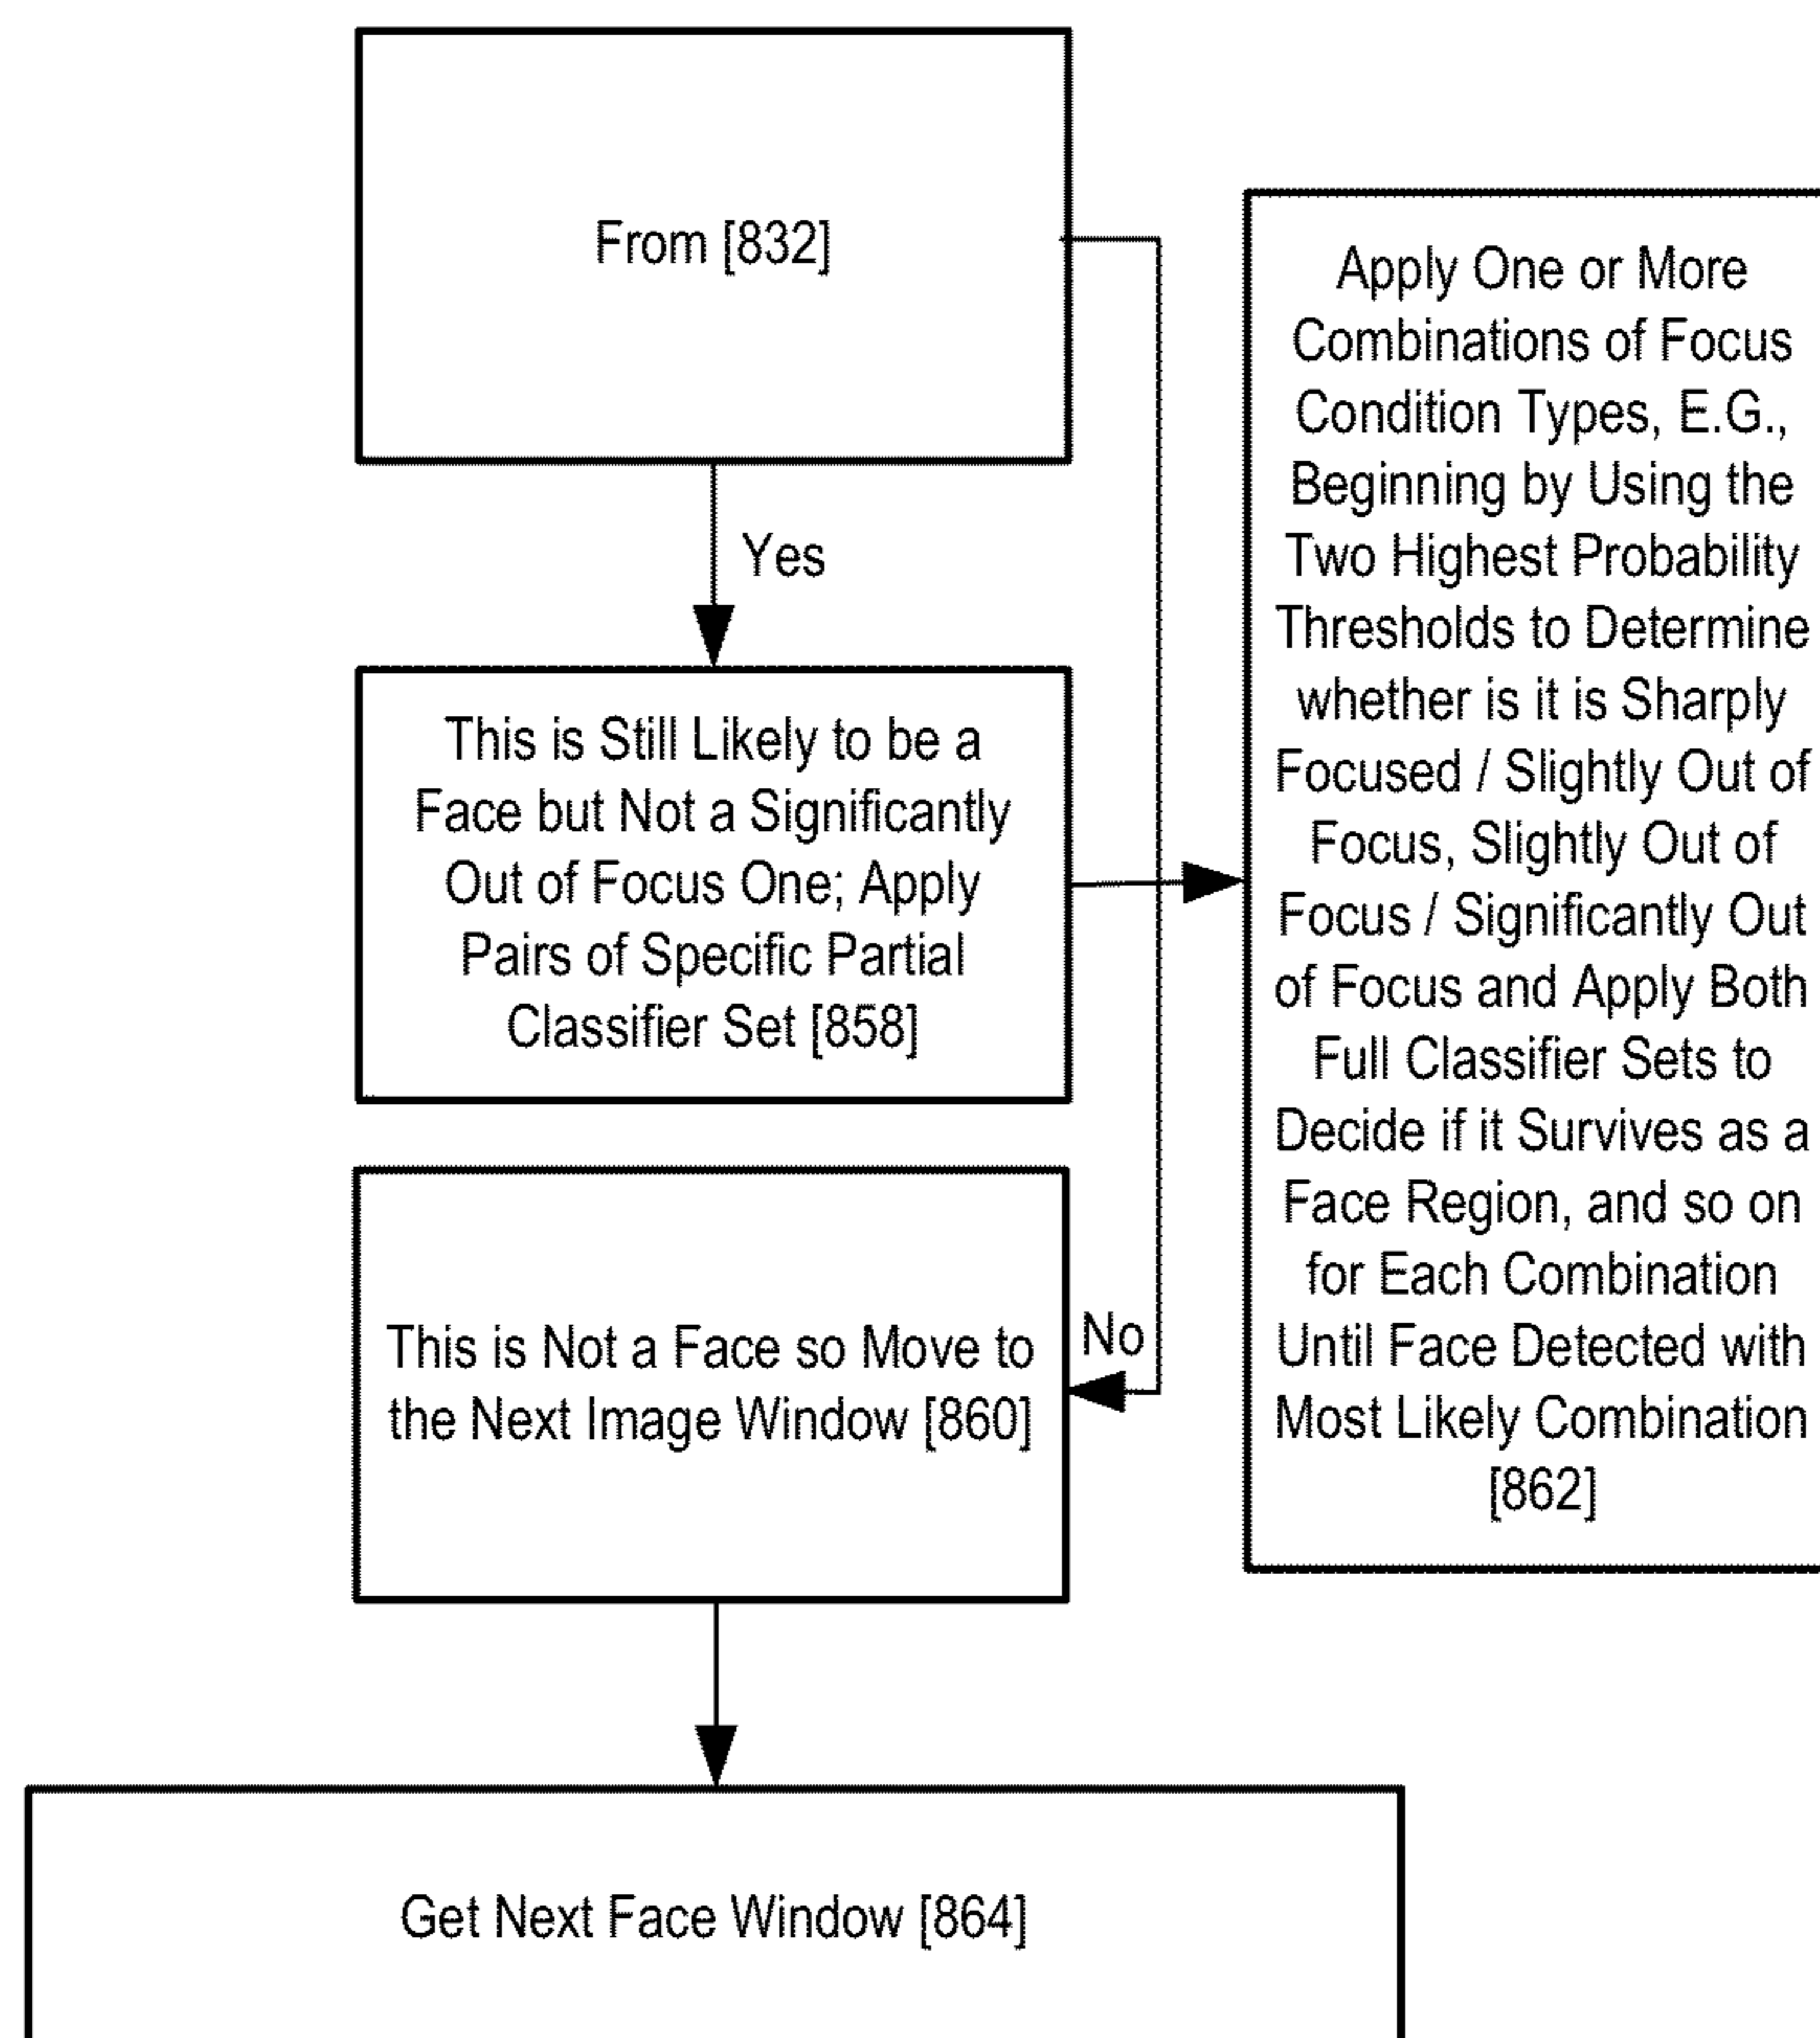 From [832]
Yes
This is Still Likely to be a
Face but Not a Significantly
Out of Focus One; Apply
Pairs of Specific Partial
Classifier Set [858]
Apply One or More
Combinations of Focus
Condition Types, E.G.,
Beginning by Using the
Two Highest Probability
Thresholds to Determine
whether is it is Sharply
Focused / Slightly Out of
Focus, Slightly Out of
Focus / Significantly Out
of Focus and Apply Both
Full Classifier Sets to
Decide if it Survives as a
Face Region, and so on
for Each Combination
Until Face Detected with
Most Likely Combination
[862]
No
This is Not a Face so Move to
the Next Image Window [860]
Get Next Face Window [864]